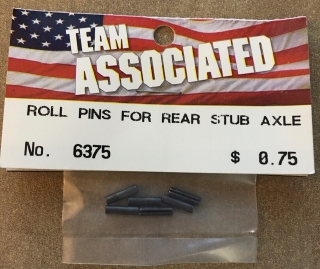 TEAM
ASSOCIATED
ROLL PINS FOR REAR STUB AXLE
No. 6375 $ 0.75